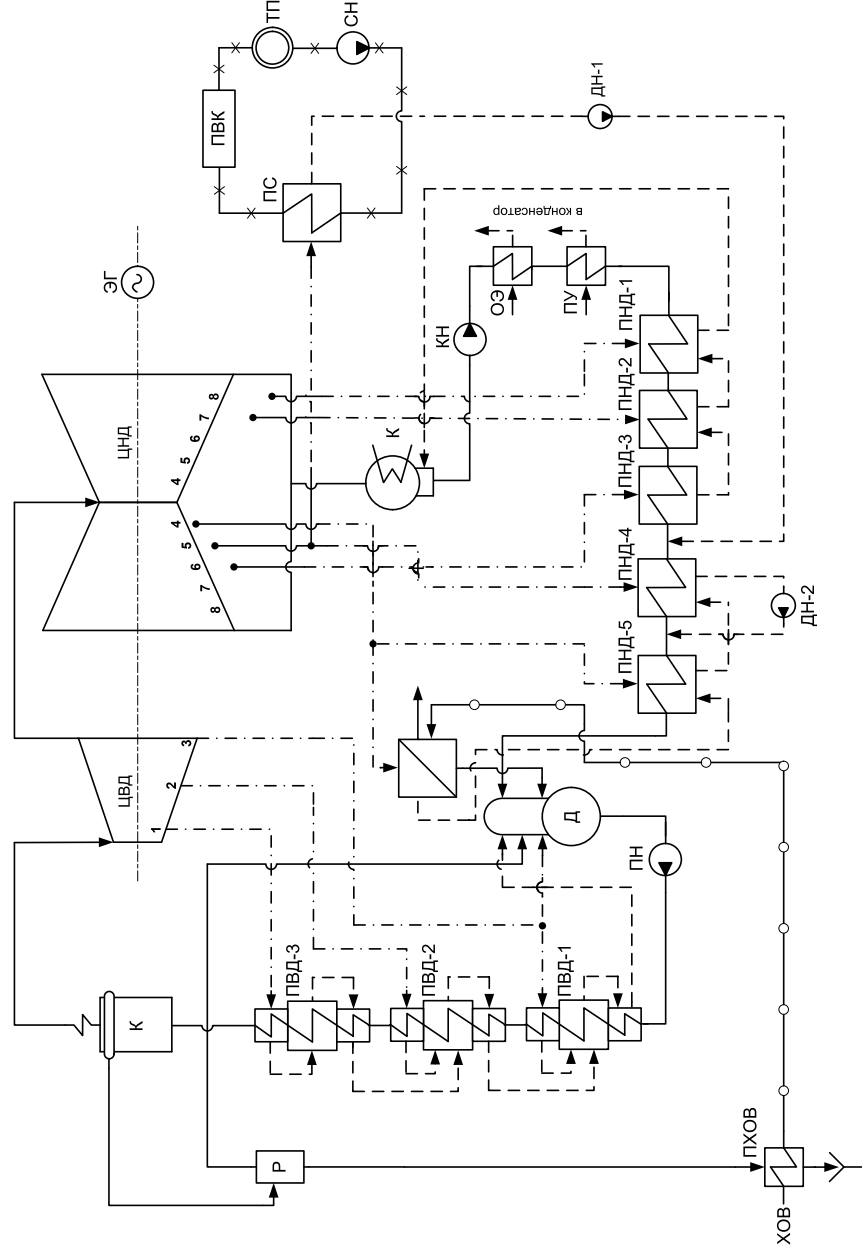 ТП
СН
ПВК
ПС
ДН-1
ЭГ
ЦНД
4 5 6 7 8
4 5 6 7 8
ЦВД
1
2
3
К
КН
ОЭ
ПУ
в конденсатор
ПНД-1
ПНД-2
ПНД-3
ПНД-4
ПНД-5
ДН-2
Д
ПН
К
ПВД-3
ПВД-2
ПВД-1
Р
ПХОВ
ХОВ